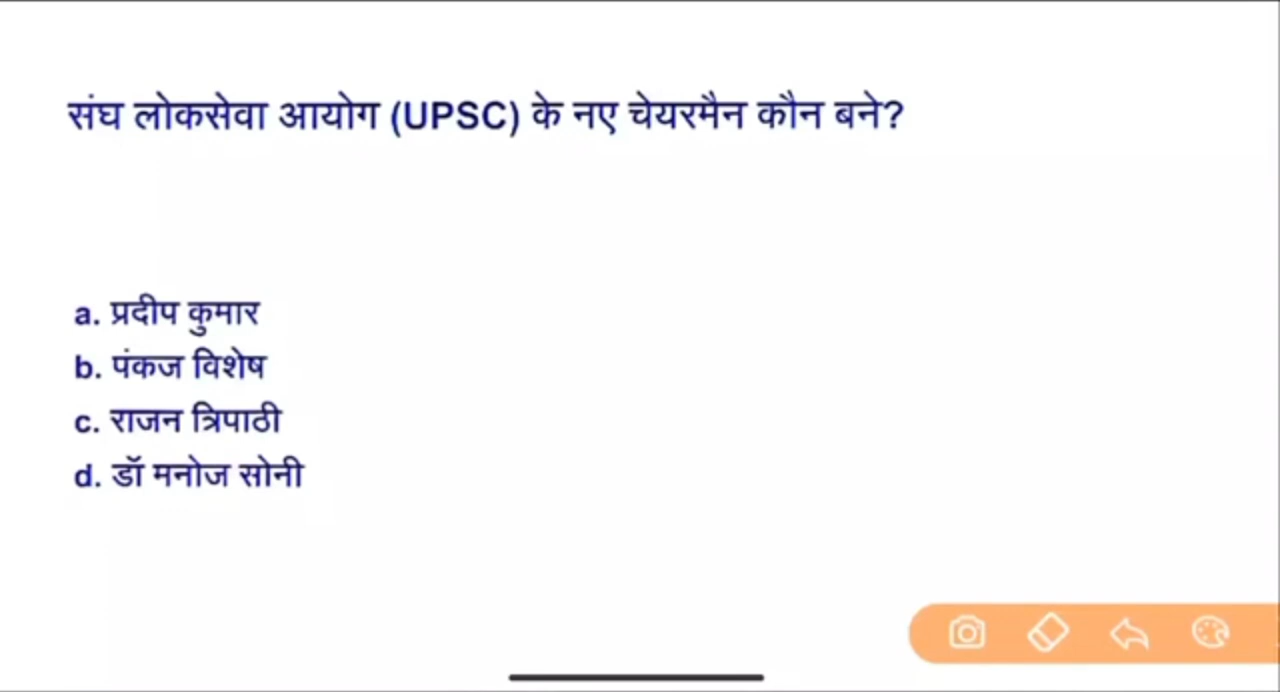 संघ लोकसेवा आयोग (UPSC) के नए चेयरमैन कौन बने?
a. प्रदीप कुमार
b. पंकज विशेष
c. राजन त्रिपाठी
d. डॉ मनोज सोनी